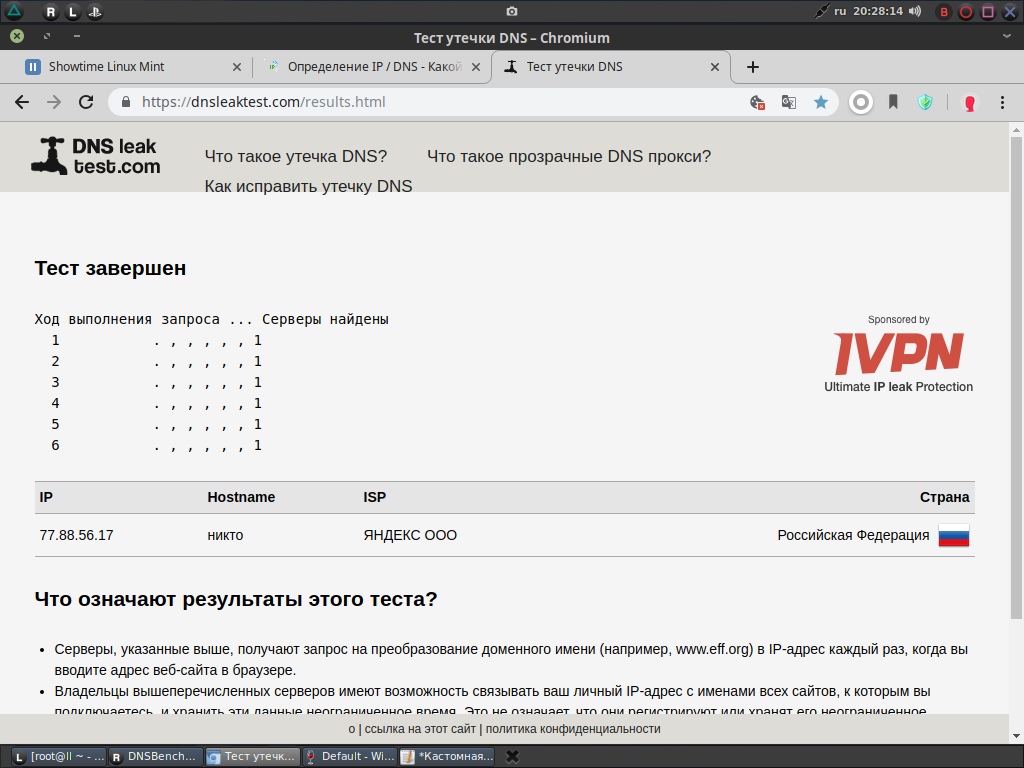 R L ru 20:28:14 B
Тест утечки DNS – Chromium
Showtime Linux Mint
Определение IP / DNS - Какой
Тест утечки DNS
https://dnsleaktest.com/results.html
DNS leak
test.com
Что такое утечка DNS? Что такое прозрачные DNS прокси?
Как исправить утечку DNS
Тест завершен
Ход выполнения запроса ... Серверы найдены
1 . , , , , , 1
2 . , , , , , 1
3 . , , , , , 1
4 . , , , , , 1
5 . , , , , , 1
6 . , , , , , 1
Sponsored by
IVPN
Ultimate IP leak Protection
IP Hostname ISP Страна
77.88.56.17 никто ЯНДЕКС ООО Российская Федерация
Что означают результаты этого теста?
• Серверы, указанные выше, получают запрос на преобразование доменного имени (например, www.eff.org) в IP-адрес каждый раз, когда вы
вводите адрес веб-сайта в браузере.
• Владельцы вышеперечисленных серверов имеют возможность связывать ваш личный IP-адрес с именами всех сайтов, к которым вы
подключаетесь, и хранить эти данные неограниченное время. Это не означает, что они регистрируют или хранят его неограниченное
о | ссылка на этот сайт | политика конфиденциальности
L [root@ll ~ - ... R DNSBench... Тест утечк... Default - Wi... *Кастомная...